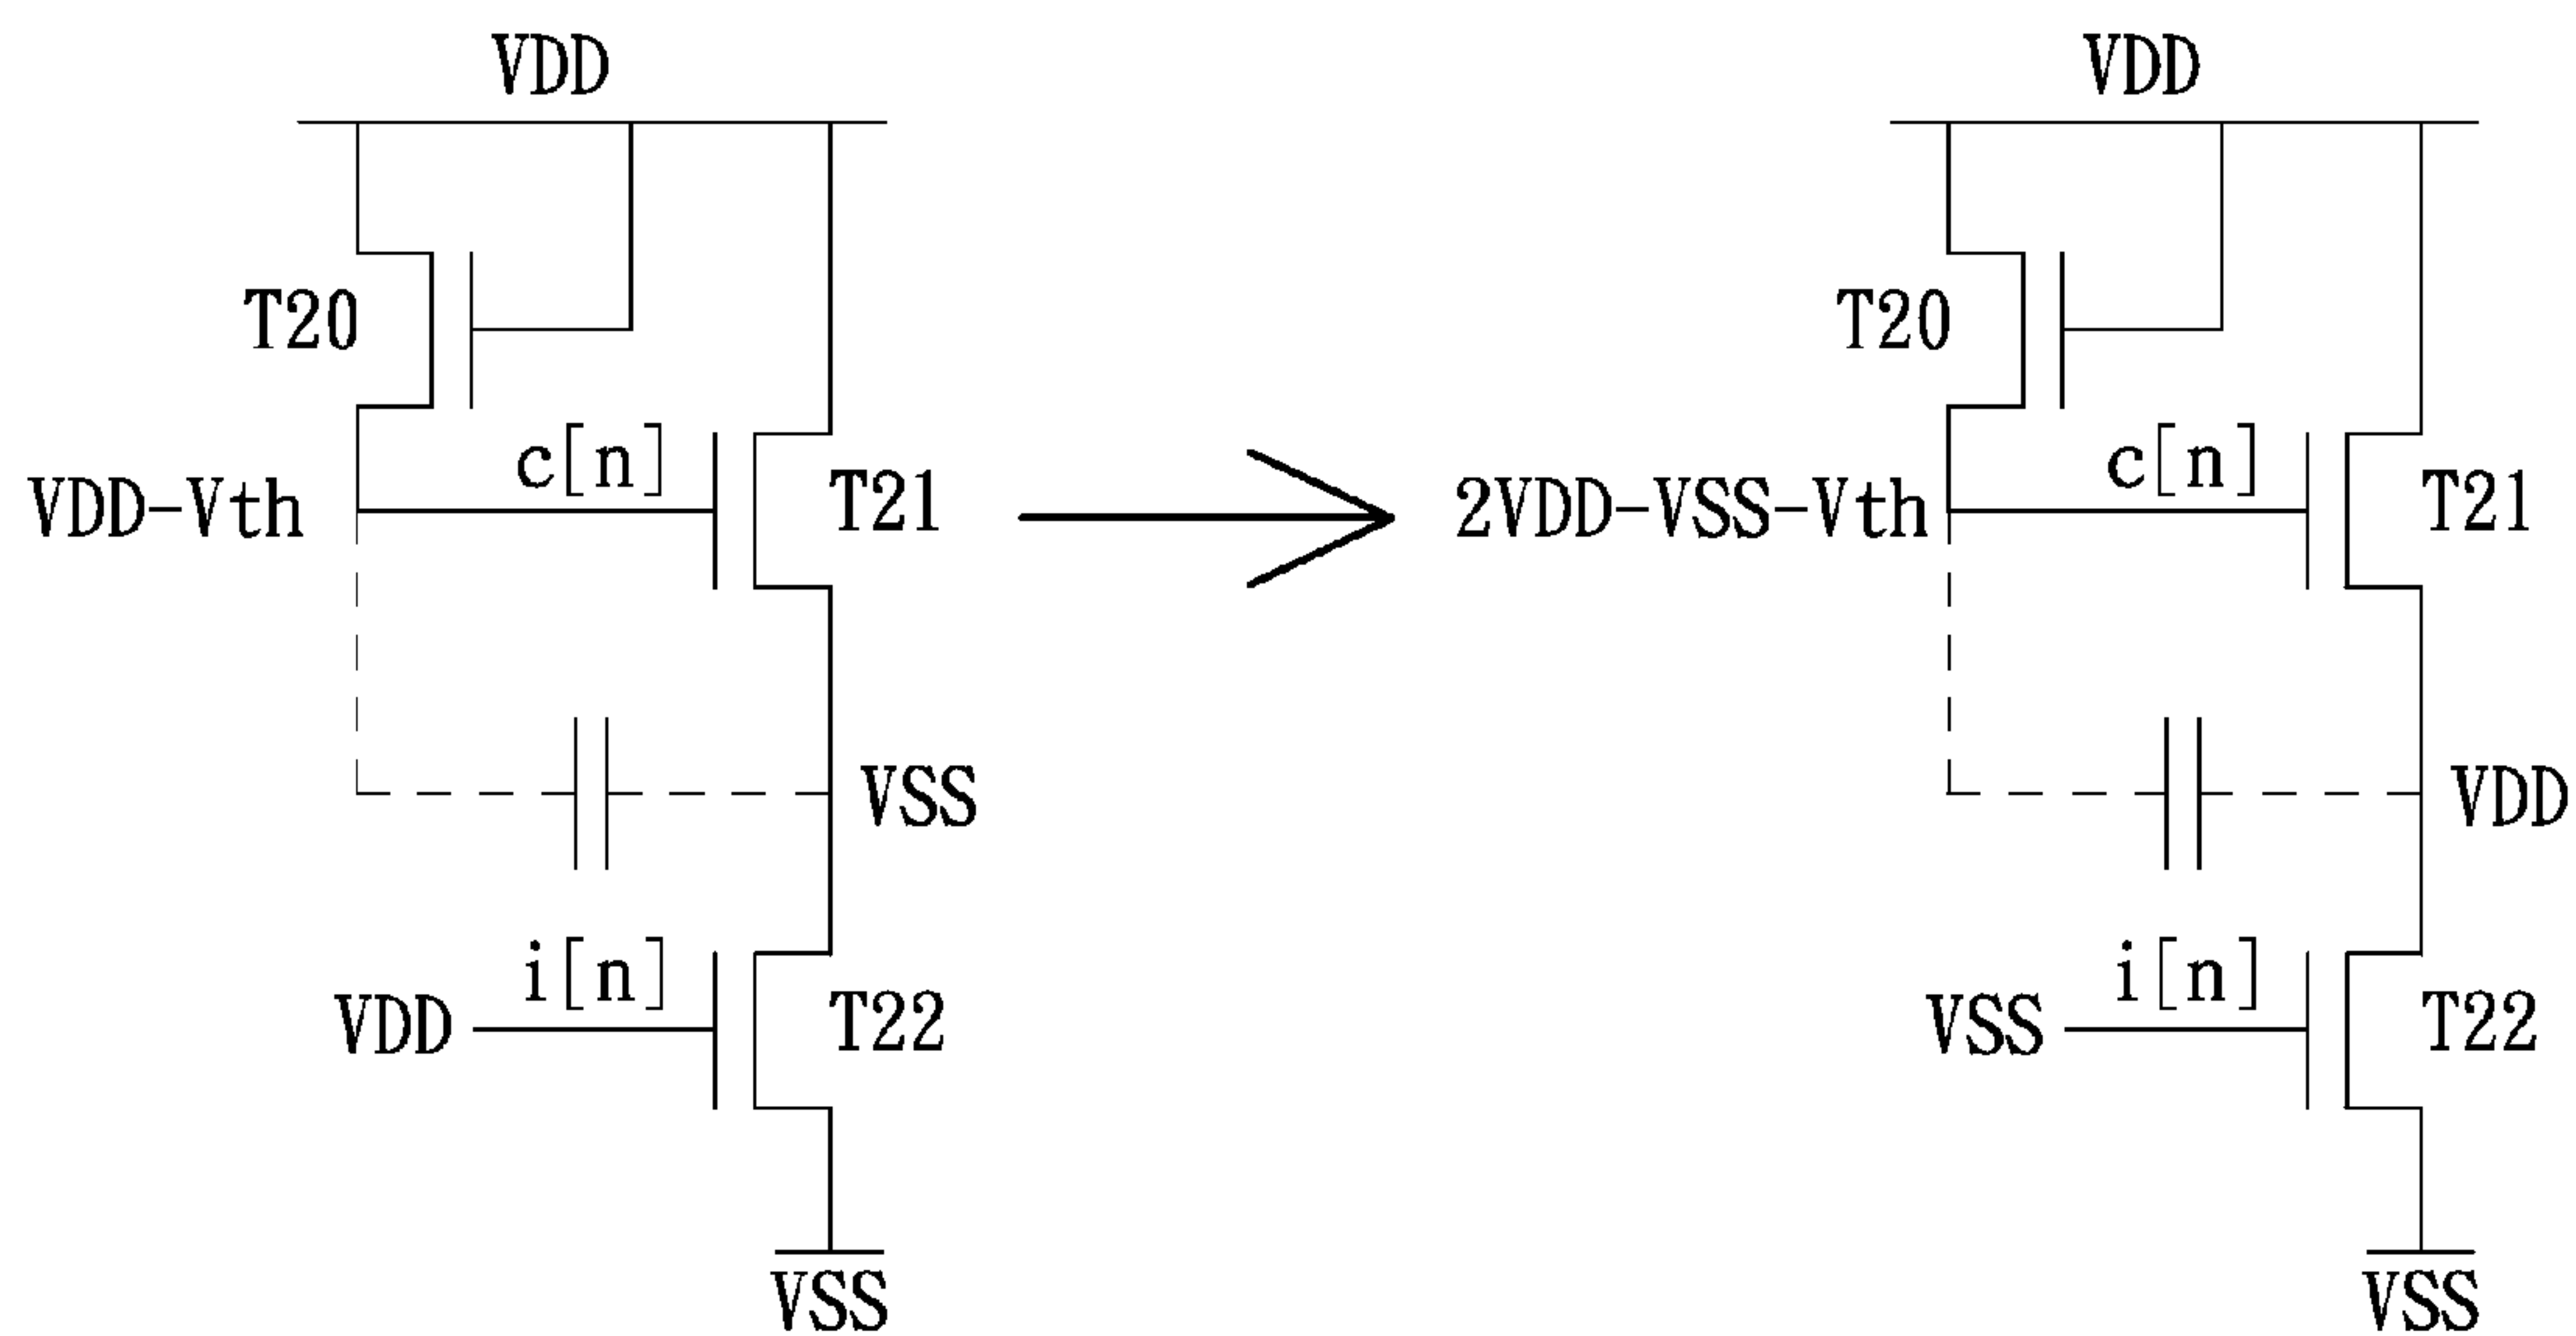 VDD
T20
c[n]
VDD-Vth
T21
VSS
i[n]
VDD
T22
VSS
VDD
T20
c[n]
2VDD-VSS-Vth
T21
VDD
i[n]
VSS
T22
VSS